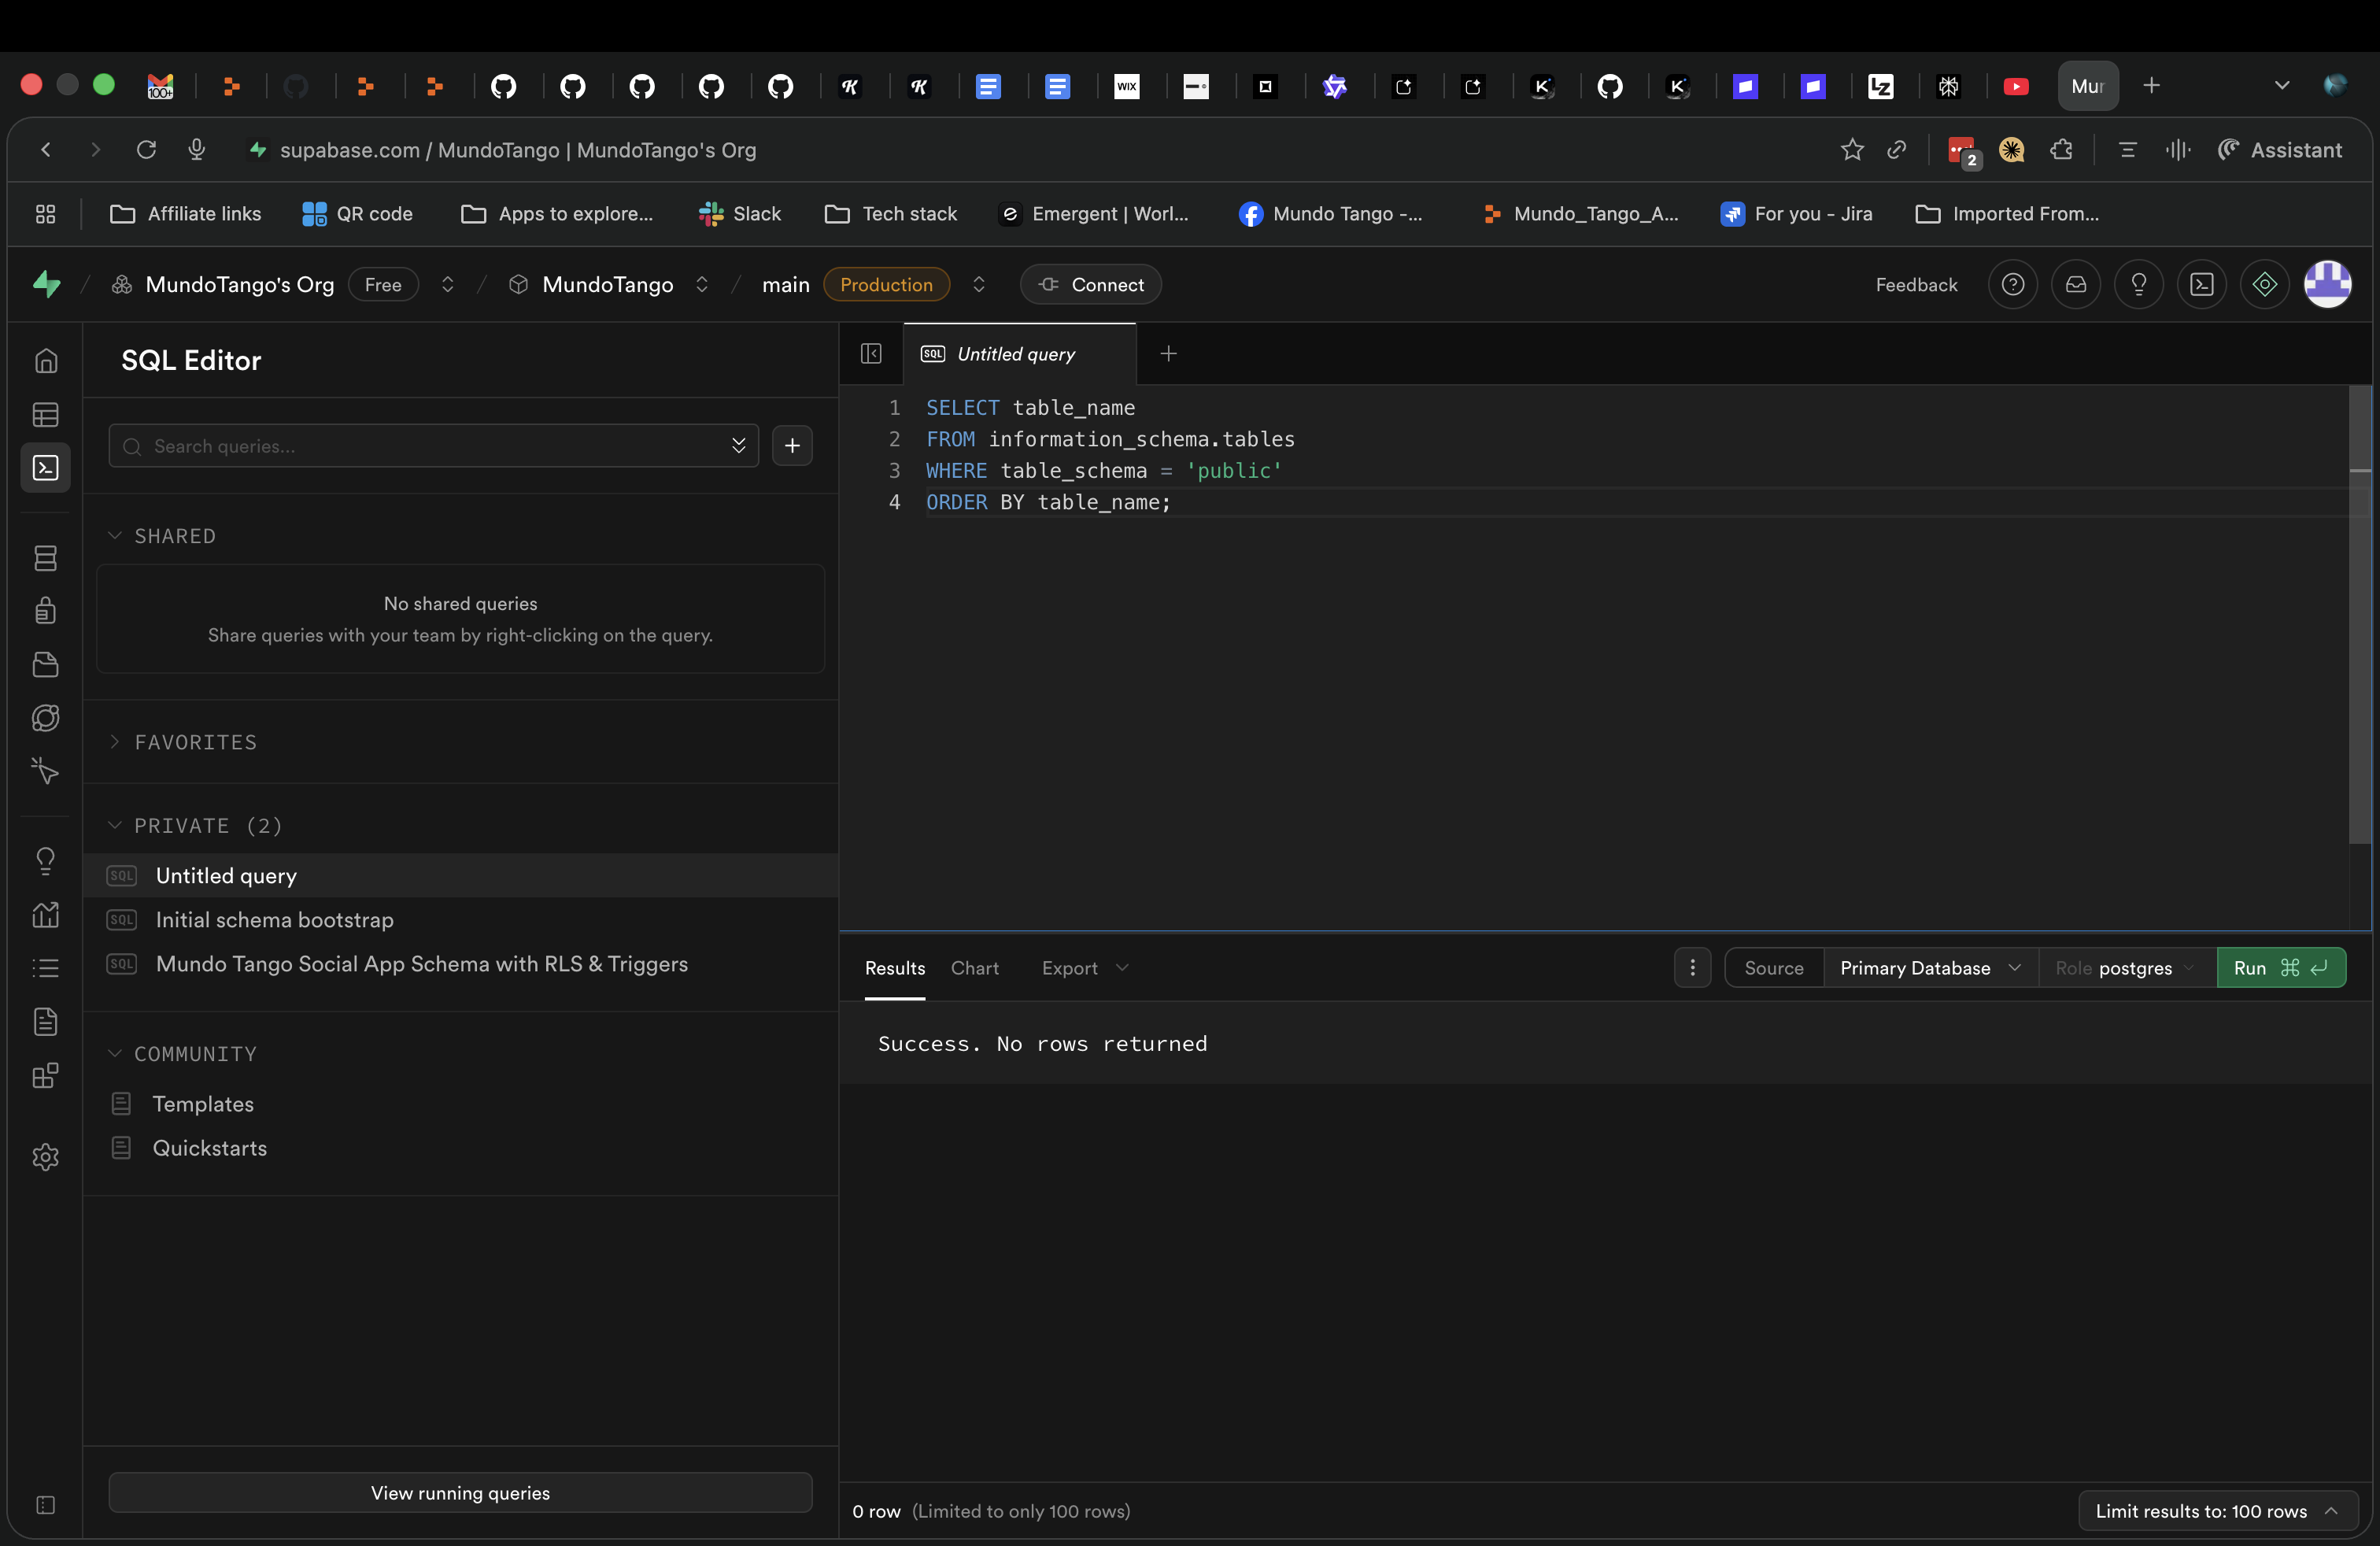 100+
WIX
LZ
Mur
supabase.com / MundoTango | MundoTango's Org
2
Assistant
Affiliate links
QR code
Apps to explore...
Slack
Tech stack
Emergent | Worl...
Mundo Tango -...
Mundo_Tango_A...
For you - Jira
Imported From...
/ MundoTango's Org Free / MundoTango / main Production Connect
Feedback
SQL Editor
Search queries...
SHARED
No shared queries
Share queries with your team by right-clicking on the query.
FAVORITES
PRIVATE (2)
SQL Untitled query
SQL Initial schema bootstrap
SQL Mundo Tango Social App Schema with RLS & Triggers
COMMUNITY
Templates
Quickstarts
View running queries
SQL Untitled query
1 SELECT table_name
2 FROM information_schema.tables
3 WHERE table_schema = 'public'
4 ORDER BY table_name;
Results Chart Export
Source Primary Database Role postgres Run ⌘ ↵
Success. No rows returned
0 row (Limited to only 100 rows)
Limit results to: 100 rows